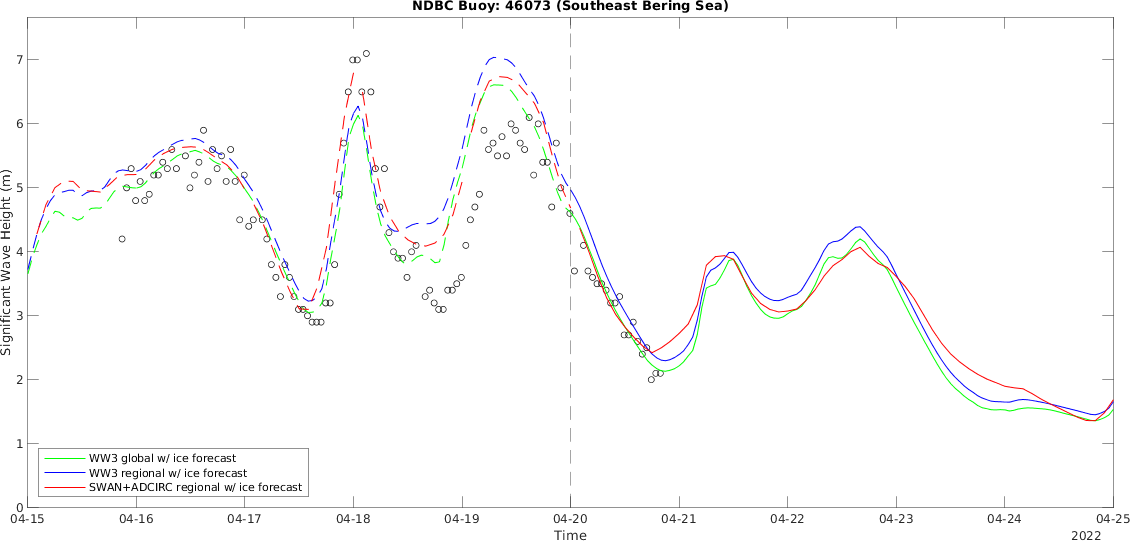 NDBC Buoy: 46073 (Southeast Bering Sea)
Significant Wave Height (m)
7
6
5
4
3
2
1
0
WW3 global w/ ice forecast
WW3 regional w/ ice forecast
SWAN+ADCIRC regional w/ ice forecast
04-15 04-16 04-17 04-18 04-19 04-20 04-21 04-22 04-23 04-24 04-25
Time
2022